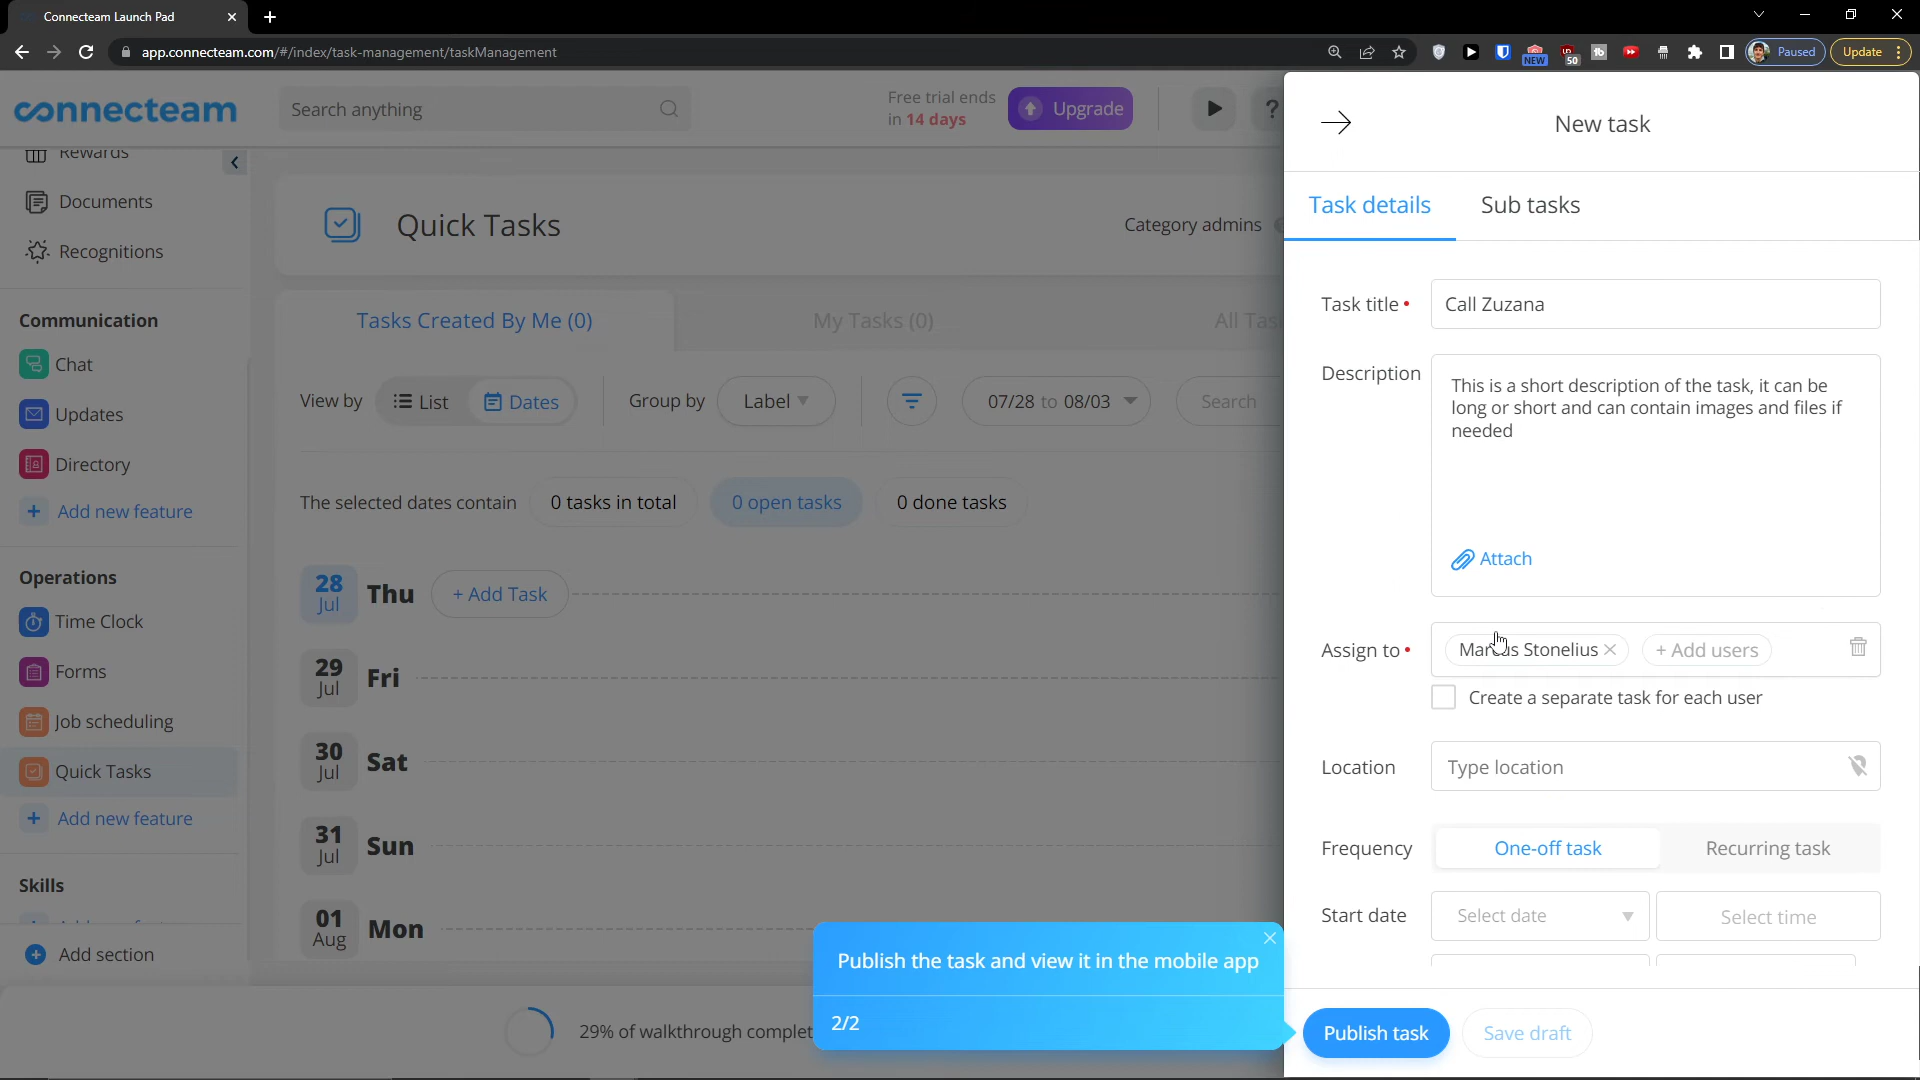 Connecteam Launch Pad
app.connecteam.com/#/index/task-management/taskManagement
NEW
50
Paused
Update
connecteam
Search anything
Free trial ends
in 14 days
Upgrade
?
Rewards
Documents
Recognitions
Communication
Chat
Updates
Directory
+ Add new feature
Operations
Time Clock
Forms
Job scheduling
Quick Tasks
+ Add new feature
Skills
Add section
Quick Tasks
Category admins
Tasks Created By Me (0)
My Tasks (0)
All Tas
View by
List
Dates
Group by
Label
07/28 to 08/03
Search
The selected dates contain
0 tasks in total
0 open tasks
0 done tasks
28 Jul
Thu
+ Add Task
29 Jul
Fri
30 Jul
Sat
31 Jul
Sun
01 Aug
Mon
29% of walkthrough complet
Publish the task and view it in the mobile app
2/2
New task
Task details
Sub tasks
Task title
Call Zuzana
Description
This is a short description of the task, it can be
long or short and can contain images and files if
needed
Attach
Assign to
Marcus Stonelius
+ Add users
Create a separate task for each user
Location
Type location
Frequency
One-off task
Recurring task
Start date
Select date
Select time
Publish task
Save draft